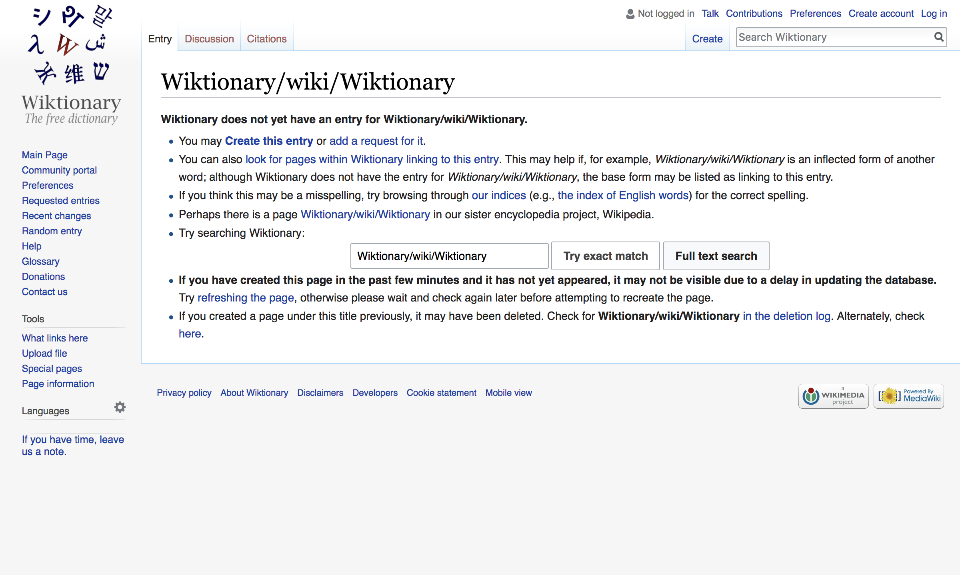 Not logged in Talk Contributions Preferences Create account Log in
Entry Discussion Citations Create Search Wiktionary
Wiktionary
The free dictionary
Main Page
Community portal
Preferences
Requested entries
Recent changes
Random entry
Help
Glossary
Donations
Contact us
Tools
What links here
Upload file
Special pages
Page information
Languages
If you have time, leave
us a note.
Wiktionary/wiki/Wiktionary
Wiktionary does not yet have an entry for Wiktionary/wiki/Wiktionary.
You may Create this entry or add a request for it.
You can also look for pages within Wiktionary linking to this entry. This may help if, for example, Wiktionary/wiki/Wiktionary is an inflected form of another
word; although Wiktionary does not have the entry for Wiktionary/wiki/Wiktionary, the base form may be listed as linking to this entry.
If you think this may be a misspelling, try browsing through our indices (e.g., the index of English words) for the correct spelling.
Perhaps there is a page Wiktionary/wiki/Wiktionary in our sister encyclopedia project, Wikipedia.
Try searching Wiktionary:
Wiktionary/wiki/Wiktionary Try exact match Full text search
If you have created this page in the past few minutes and it has not yet appeared, it may not be visible due to a delay in updating the database.
Try refreshing the page, otherwise please wait and check again later before attempting to recreate the page.
If you created a page under this title previously, it may have been deleted. Check for Wiktionary/wiki/Wiktionary in the deletion log. Alternately, check
here.
Privacy policy About Wiktionary Disclaimers Developers Cookie statement Mobile view
WIKIMEDIA
project
Powered By
MediaWiki